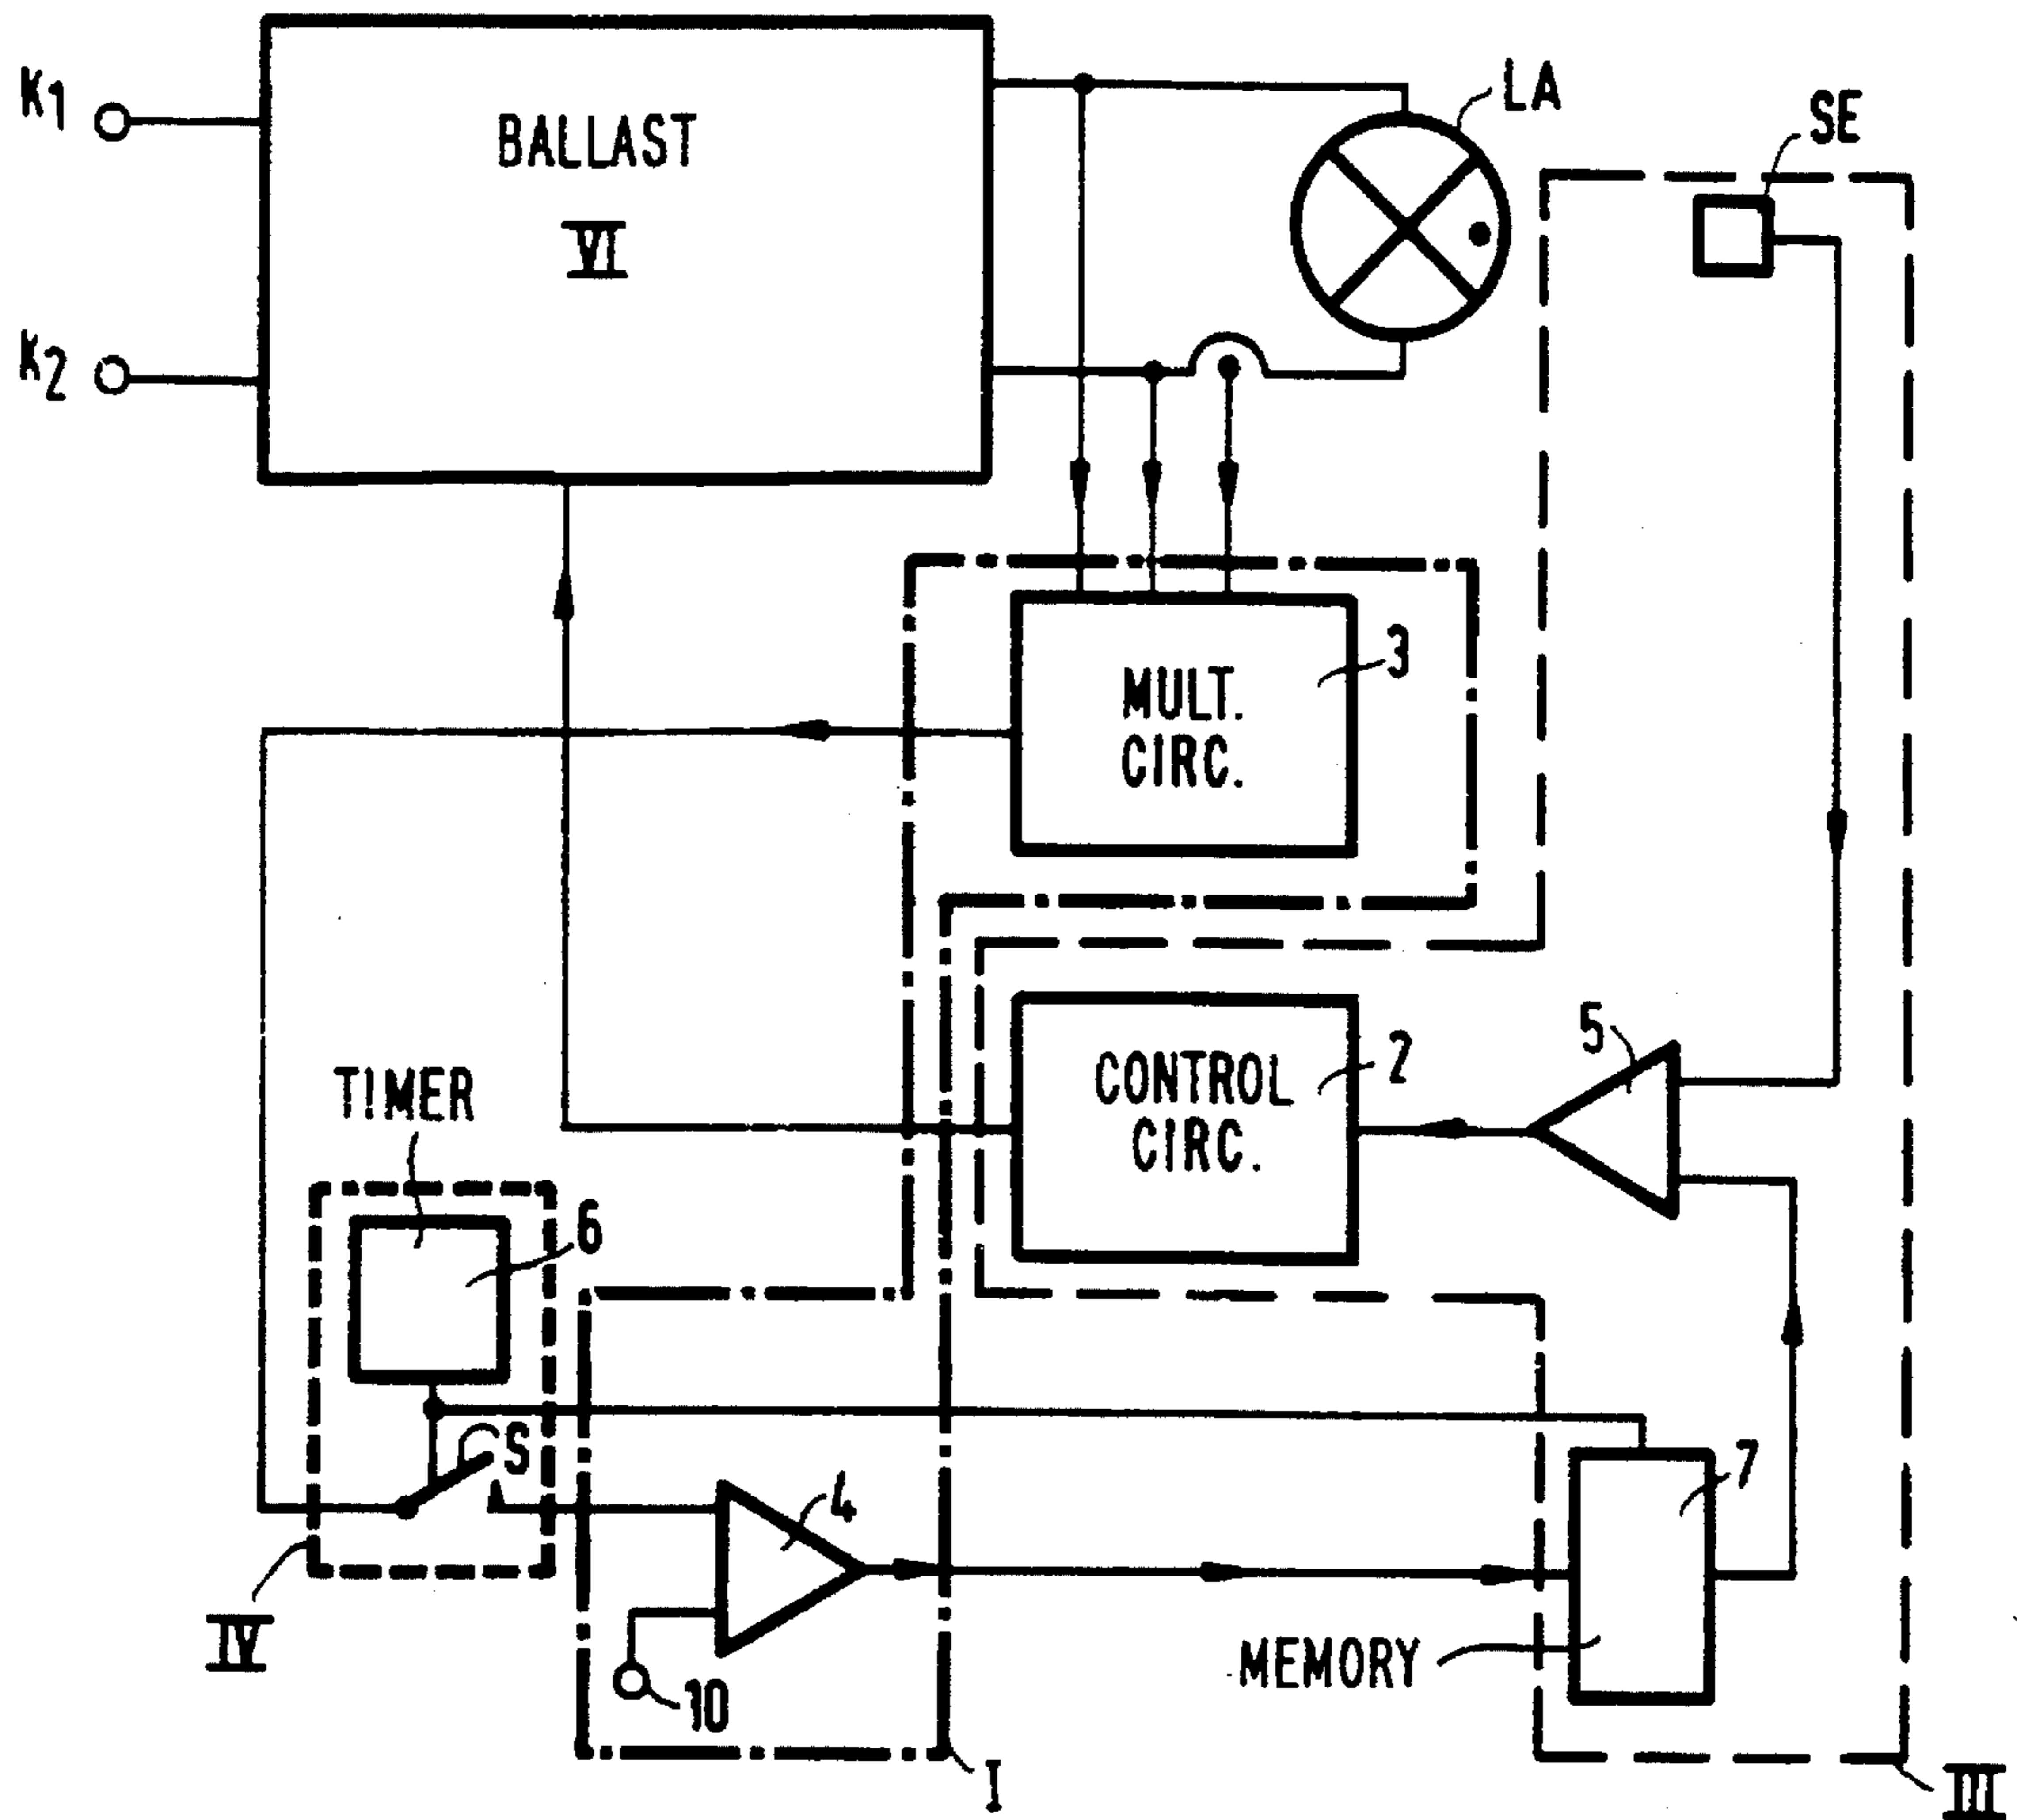 K1
BALLAST
VI
K2
LA
SE
3
MULT.
CIRC.
5
2
CONTROL
CIRC.
TIMER
6
S
4
7
10
MEMORY
IV
I
III